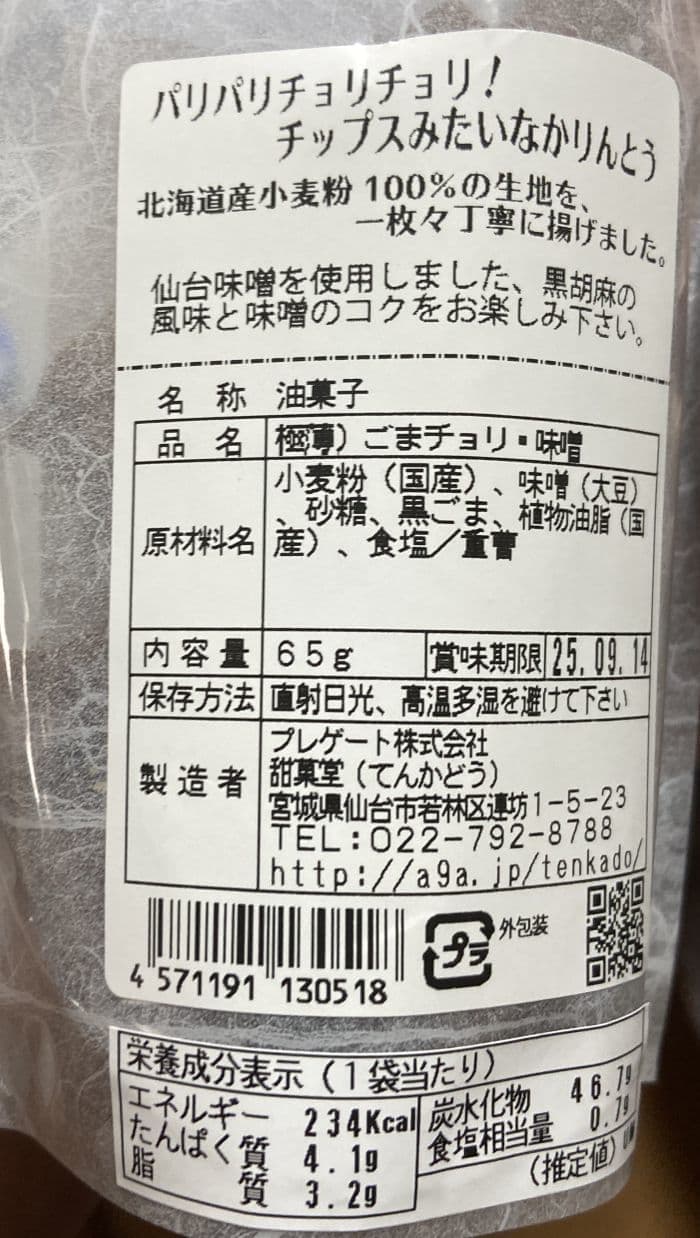 パリパリチョリチョリ！
チップスみたいなかりんとう
北海道産小麦粉 100%の生地を、
一枚々丁寧に揚げました。
仙台味噌を使用しました、黒胡麻の
風味と味噌のコクをお楽しみ下さい。
名 称 油菓子
品 名 極(薄) ごまチョリ・味噌
原材料名 小麦粉（国産）、味噌（大豆）
、砂糖、黒ごま、植物油脂（国
産）、食塩／重曹
内容量 65g 賞味期限 25.09.14
保存方法 直射日光、高温多湿を避けて下さい
製造者 プレゲート株式会社
甜菓堂（てんかどう）
宮城県仙台市若林区連坊1-5-23
TEL:022-792-8788
http://a9a.jp/tenkado/
4 571191 130518
プラ 外包装
栄養成分表示（1袋当たり）
エネルギー 234Kcal 炭水化物 46.7g
たんぱく質 4.1g 食塩相当量 0.7g
脂質 3.2g （推定値）